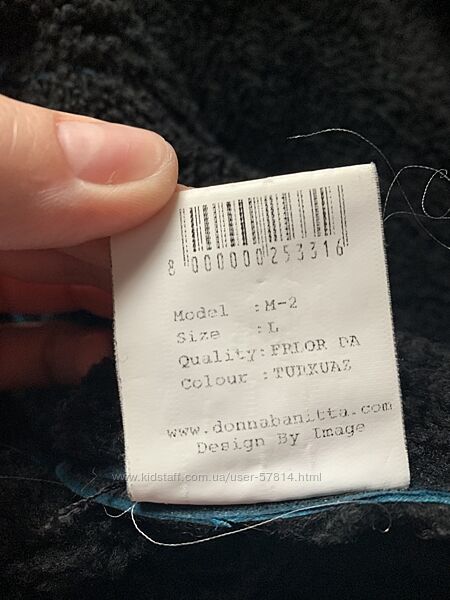 8 000000 253316
Model :M-2
Size :L
Quality:FRLOR DA
Colour :TURKUAZ
www.donnabanitta.com
Design By Image
www.kidstaff.com.ua/user-57814.html